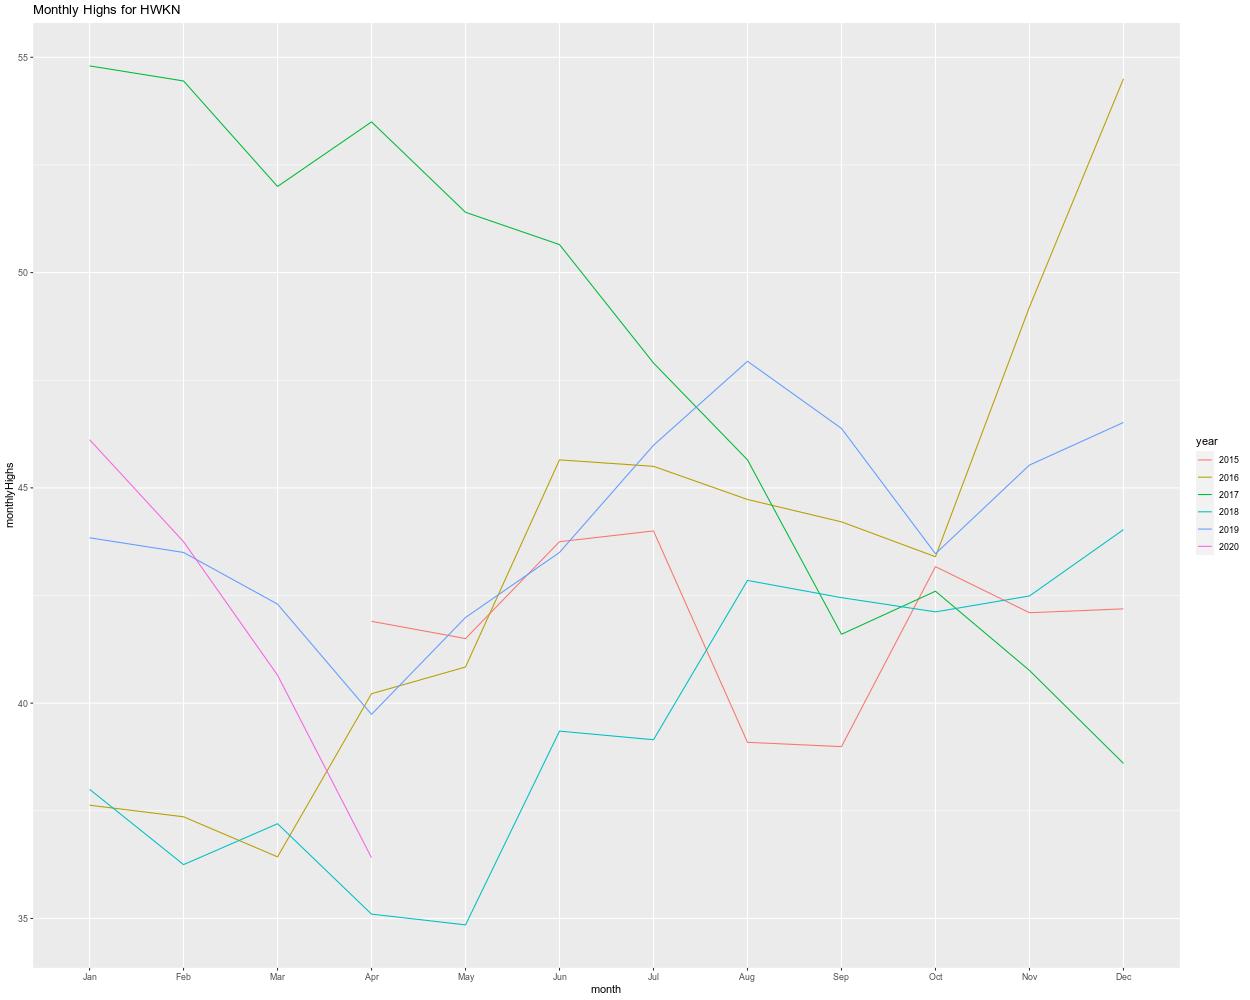 Monthly Highs for HWKN
55
50
45
40
35
monthlyHighs
Jan Feb Mar Apr May Jun Jul Aug Sep Oct Nov Dec
month
year
2015
2016
2017
2018
2019
2020